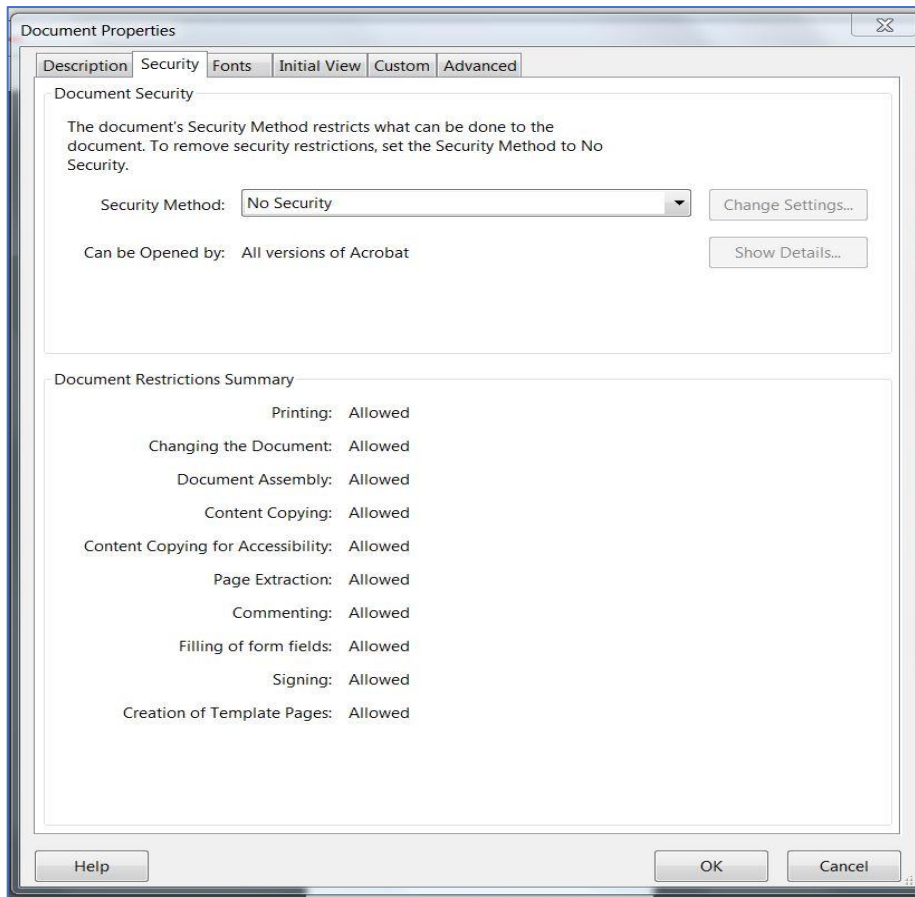 Document Properties
Description Security Fonts Initial View Custom Advanced
Document Security
The document's Security Method restricts what can be done to the
document. To remove security restrictions, set the Security Method to No
Security.
Security Method: No Security Change Settings...
Can be Opened by: All versions of Acrobat Show Details...
Document Restrictions Summary
Printing: Allowed
Changing the Document: Allowed
Document Assembly: Allowed
Content Copying: Allowed
Content Copying for Accessibility: Allowed
Page Extraction: Allowed
Commenting: Allowed
Filling of form fields: Allowed
Signing: Allowed
Creation of Template Pages: Allowed
Help OK Cancel